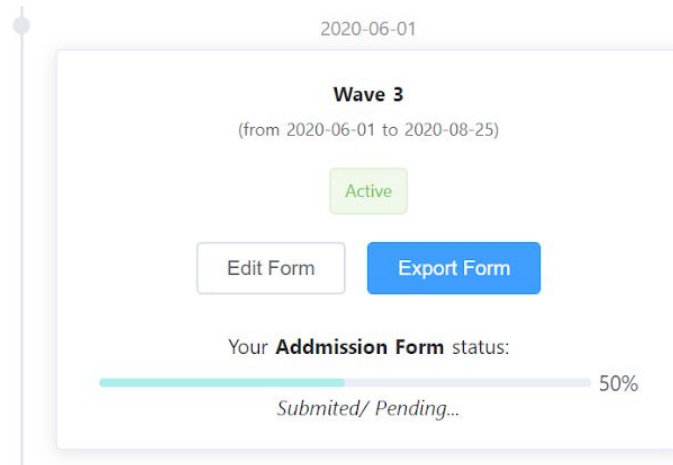 2020-06-01
Wave 3
(from 2020-06-01 to 2020-08-25)
Active
Edit Form Export Form
Your Addmission Form status:
50%
Submited/ Pending...